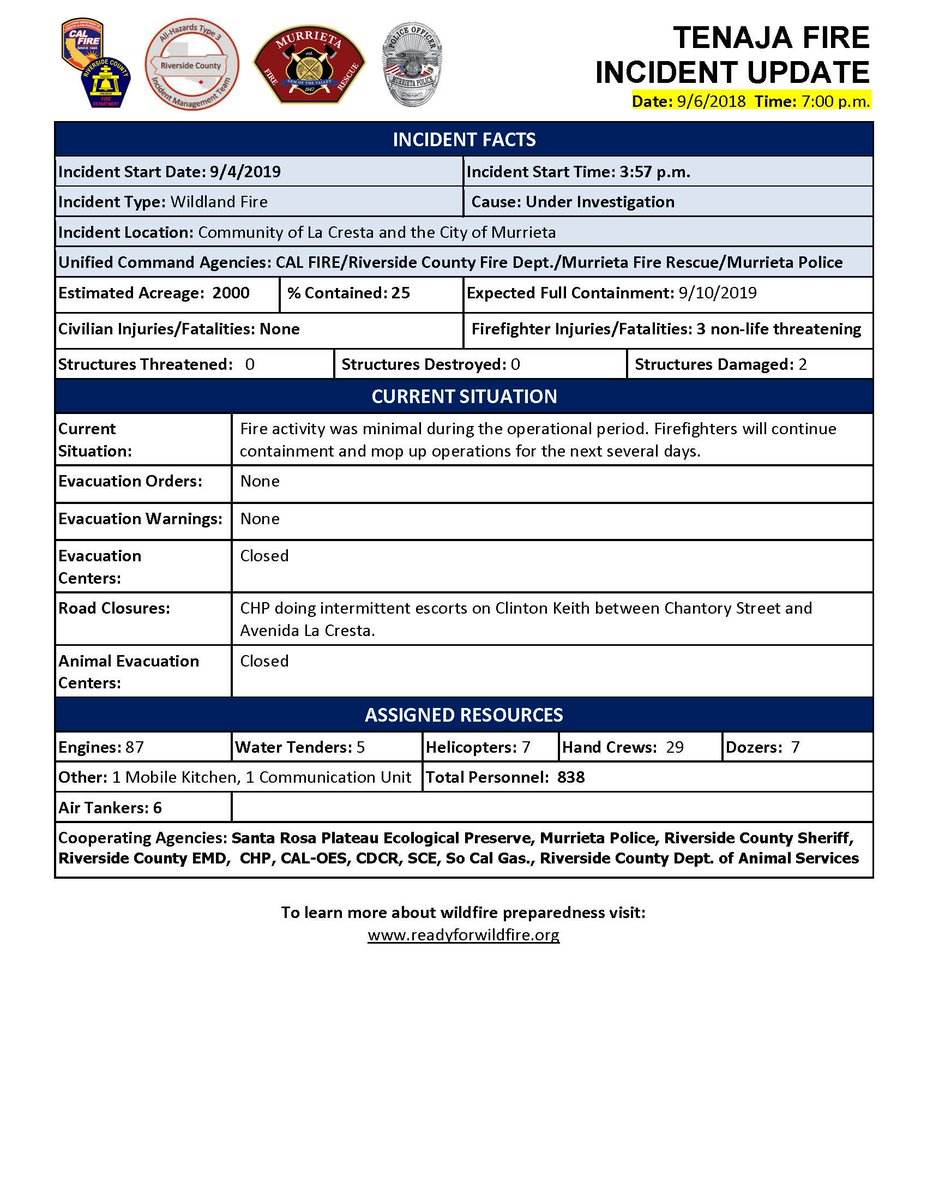 CAL FIRE
SINCE 1885
RIVERSIDE COUNTY
FIRE DEPARTMENT
All-Hazards Type 3
Riverside County
Incident Management Team
MURRIETA
EST.
GEM OF THE VALLEY
1947
FIRE RESCUE
POLICE OFFICER
MURRIETA POLICE
TENAJA FIRE
INCIDENT UPDATE
Date: 9/6/2018 Time: 7:00 p.m.
INCIDENT FACTS
Incident Start Date: 9/4/2019 Incident Start Time: 3:57 p.m.
Incident Type: Wildland Fire Cause: Under Investigation
Incident Location: Community of La Cresta and the City of Murrieta
Unified Command Agencies: CAL FIRE/Riverside County Fire Dept./Murrieta Fire Rescue/Murrieta Police
Estimated Acreage: 2000 % Contained: 25 Expected Full Containment: 9/10/2019
Civilian Injuries/Fatalities: None Firefighter Injuries/Fatalities: 3 non-life threatening
Structures Threatened: 0 Structures Destroyed: 0 Structures Damaged: 2
CURRENT SITUATION
Current Situation: Fire activity was minimal during the operational period. Firefighters will continue
containment and mop up operations for the next several days.
Evacuation Orders: None
Evacuation Warnings: None
Evacuation Centers: Closed
Road Closures: CHP doing intermittent escorts on Clinton Keith between Chantory Street and
Avenida La Cresta.
Animal Evacuation Centers: Closed
ASSIGNED RESOURCES
Engines: 87 Water Tenders: 5 Helicopters: 7 Hand Crews: 29 Dozers: 7
Other: 1 Mobile Kitchen, 1 Communication Unit Total Personnel: 838
Air Tankers: 6
Cooperating Agencies: Santa Rosa Plateau Ecological Preserve, Murrieta Police, Riverside County Sheriff,
Riverside County EMD, CHP, CAL-OES, CDCR, SCE, So Cal Gas., Riverside County Dept. of Animal Services
To learn more about wildfire preparedness visit:
www.readyforwildfire.org